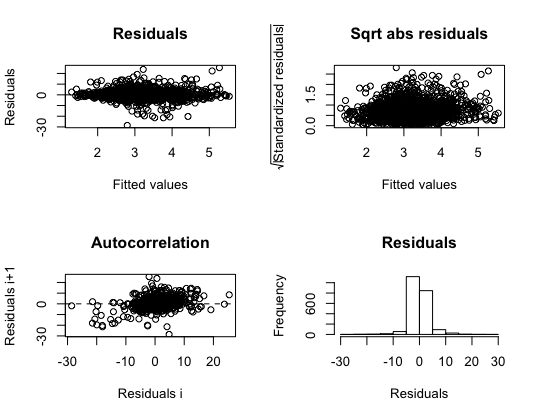 Residuals
Residuals
0
-30
2
3
4
5
Fitted values
Sqrt abs residuals
√|Standardized residuals|
1.5
0.0
2
3
4
5
Fitted values
Autocorrelation
Residuals i+1
0
-30
-30
-10
0
10
20
Residuals i
Residuals
Frequency
600
0
-30
-10
0
10
20
30
Residuals